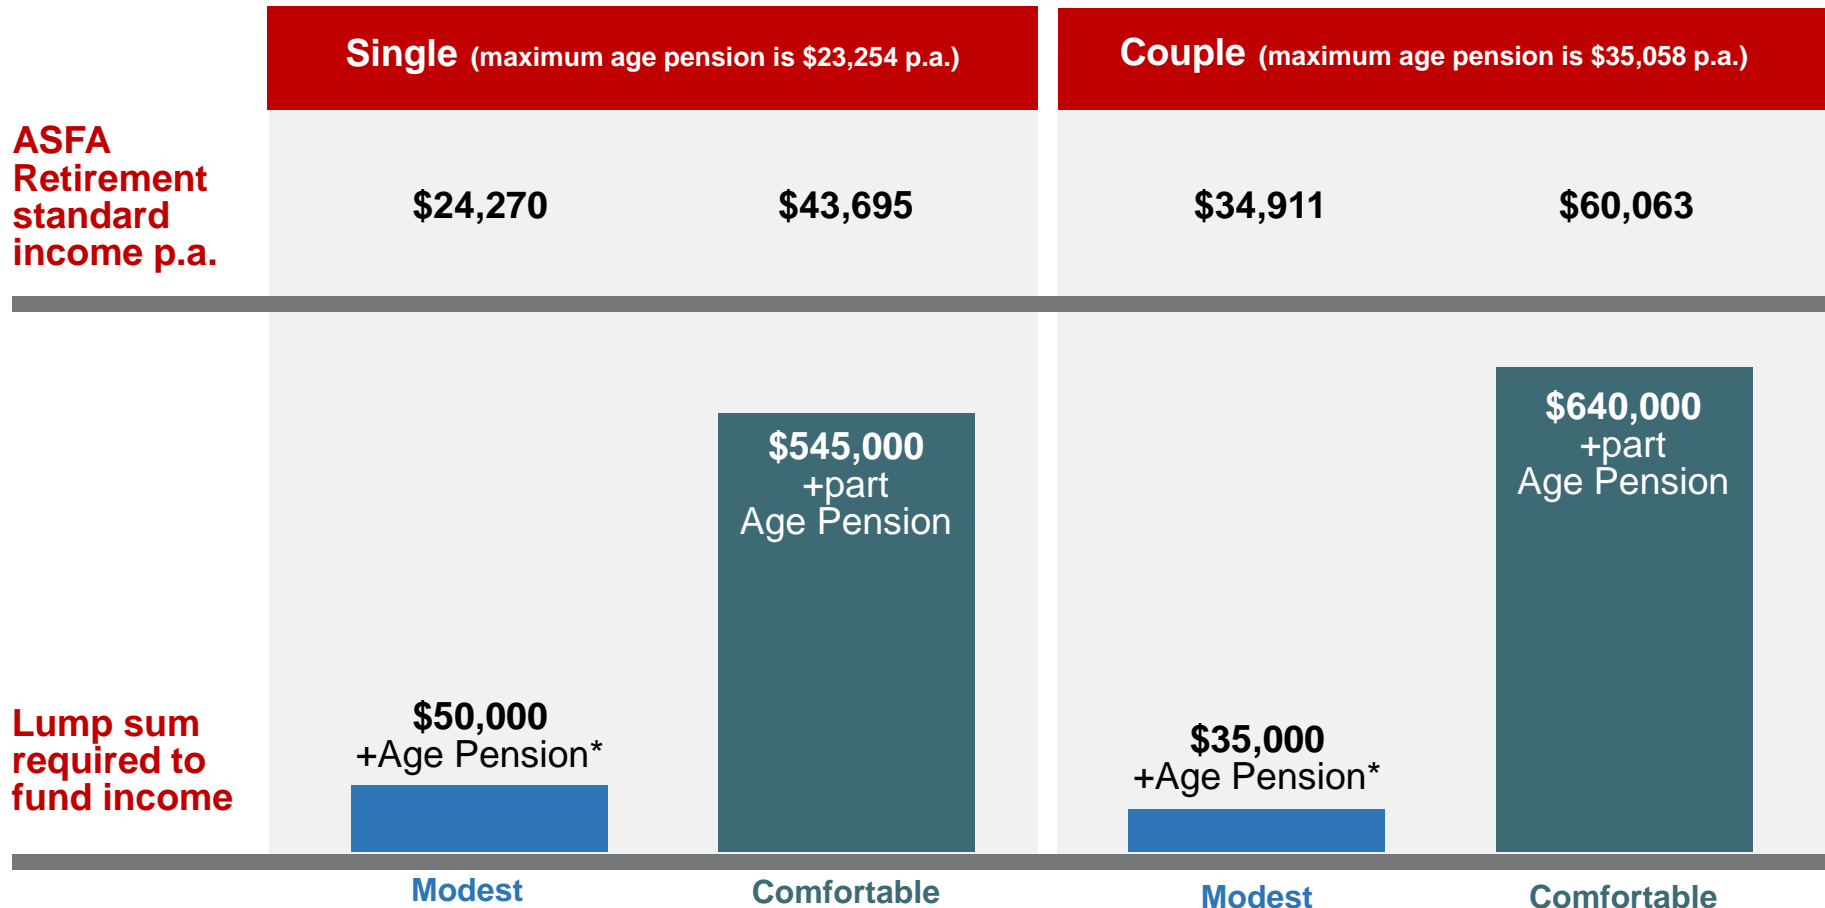 Single (maximum age pension is $23,254 p.a.)
Couple (maximum age pension is $35,058 p.a.)
ASFA
Retirement
standard
income p.a.
$24,270
$43,695
$34,911
$60,063
Lump sum
required to
fund income
$50,000
+Age Pension*
$545,000
+part
Age Pension
$35,000
+Age Pension*
$640,000
+part
Age Pension
Modest
Comfortable
Modest
Comfortable